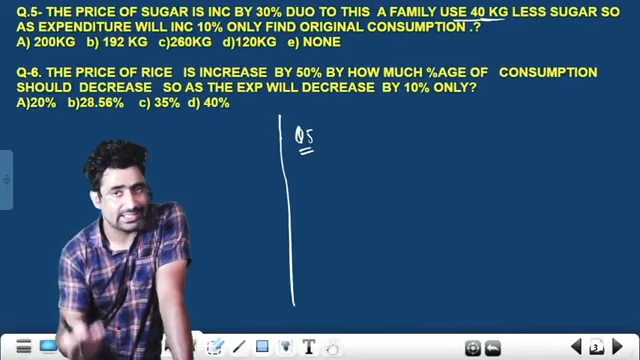 Q.5- THE PRICE OF SUGAR IS INC BY 30% DUO TO THIS A FAMILY USE 40 KG LESS SUGAR SO
AS EXPENDITURE WILL INC 10% ONLY FIND ORIGINAL CONSUMPTION .?
A) 200KG b) 192 KG c)260KG d)120KG e) NONE
Q-6. THE PRICE OF RICE IS INCREASE BY 50% BY HOW MUCH %AGE OF CONSUMPTION
SHOULD DECREASE SO AS THE EXP WILL DECREASE BY 10% ONLY?
A)20% b)28.56% c) 35% d) 40%
Q5
T
3